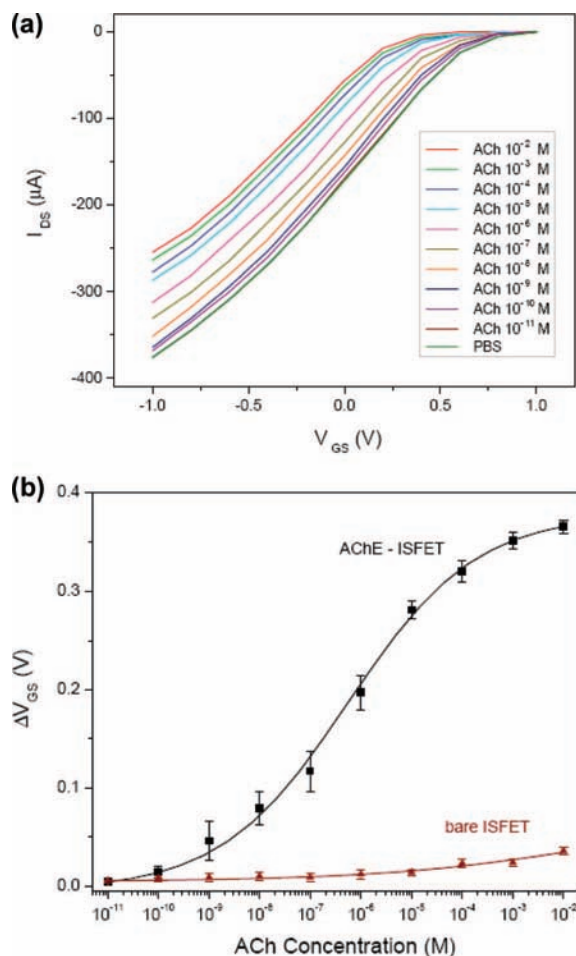 (a)
0
-100
-200
-300
-400
I_DS (µA)
ACh 10⁻² M
ACh 10⁻³ M
ACh 10⁻⁴ M
ACh 10⁻⁵ M
ACh 10⁻⁶ M
ACh 10⁻⁷ M
ACh 10⁻⁸ M
ACh 10⁻⁹ M
ACh 10⁻¹⁰ M
ACh 10⁻¹¹ M
PBS
-1.0 -0.5 0.0 0.5 1.0
V_GS (V)
(b)
0.4
0.3
0.2
0.1
0.0
ΔV_GS (V)
AChE - ISFET
bare ISFET
10⁻¹¹ 10⁻¹⁰ 10⁻⁹ 10⁻⁸ 10⁻⁷ 10⁻⁶ 10⁻⁵ 10⁻⁴ 10⁻³ 10⁻²
ACh Concentration (M)